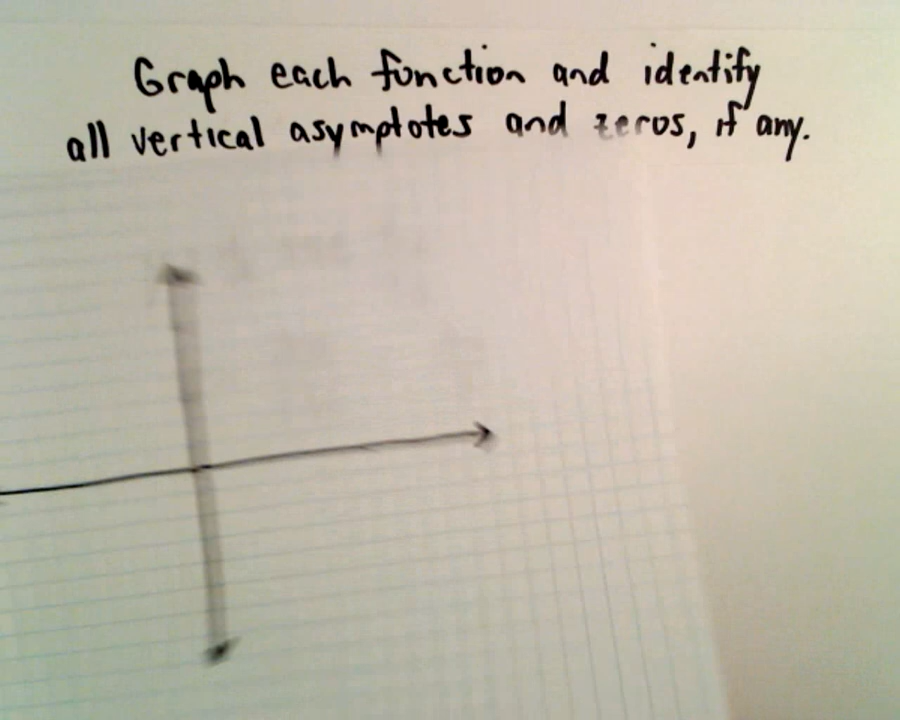 Graph each function and identify
all vertical asymptotes and zeros, if any.